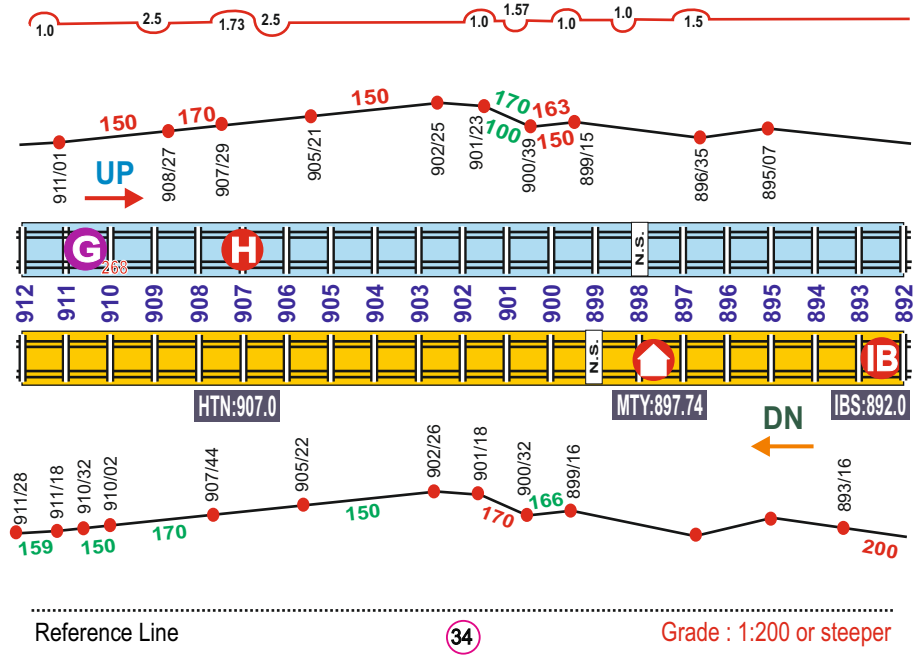 1.0 2.5 1.73 2.5 1.0 1.57 1.0 1.0 1.5
150 170 150 170 163
100 150
911/01 908/27 907/29 905/21 902/25 901/23 900/39 899/15 896/35 895/07
UP
G 268 H N.S.
912 911 910 909 908 907 906 905 904 903 902 901 900 899 898 897 896 895 894 893 892
N.S. IB
HTN:907.0 MTY:897.74 IBS:892.0
DN
911/28 911/18 910/32 910/02 907/44 905/22 902/26 901/18 900/32 899/16 893/16
159 150 170 150 170 166 200
Reference Line 34 Grade : 1:200 or steeper